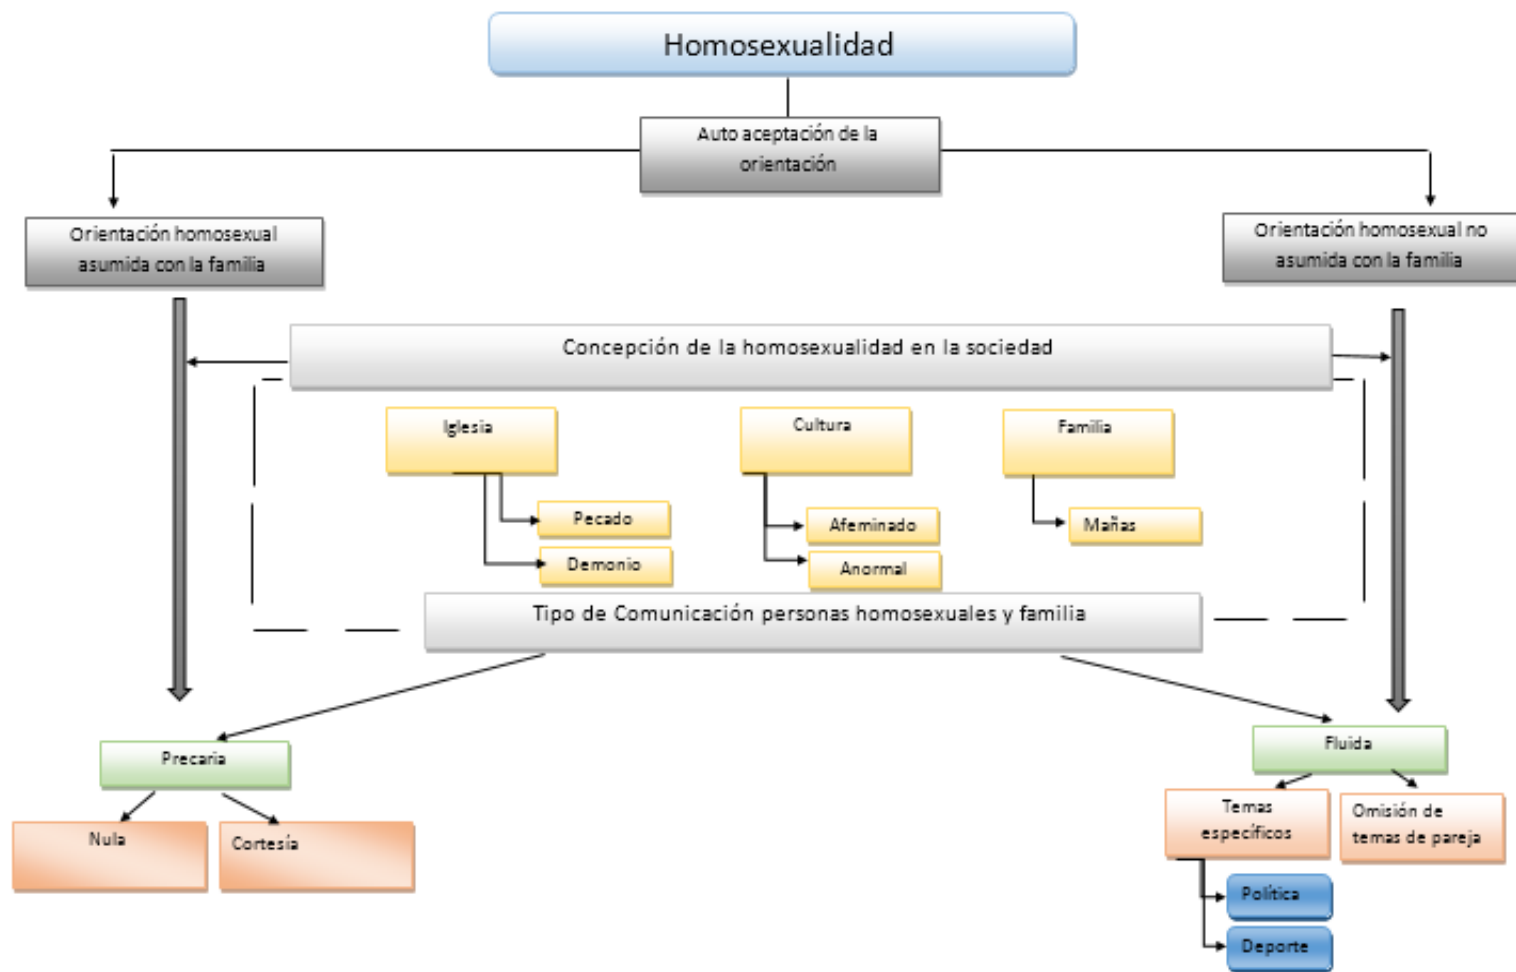 Homosexualidad
Auto aceptación de la
orientación
Orientación homosexual
asumida con la familia
Orientación homosexual no
asumida con la familia
Concepción de la homosexualidad en la sociedad
Iglesia
Cultura
Familia
Pecado
Demonio
Afeminado
Anormal
Mañas
Tipo de Comunicación personas homosexuales y familia
Precaria
Fluida
Nula
Cortesía
Temas
específicos
Omisión de
temas de pareja
Política
Deporte